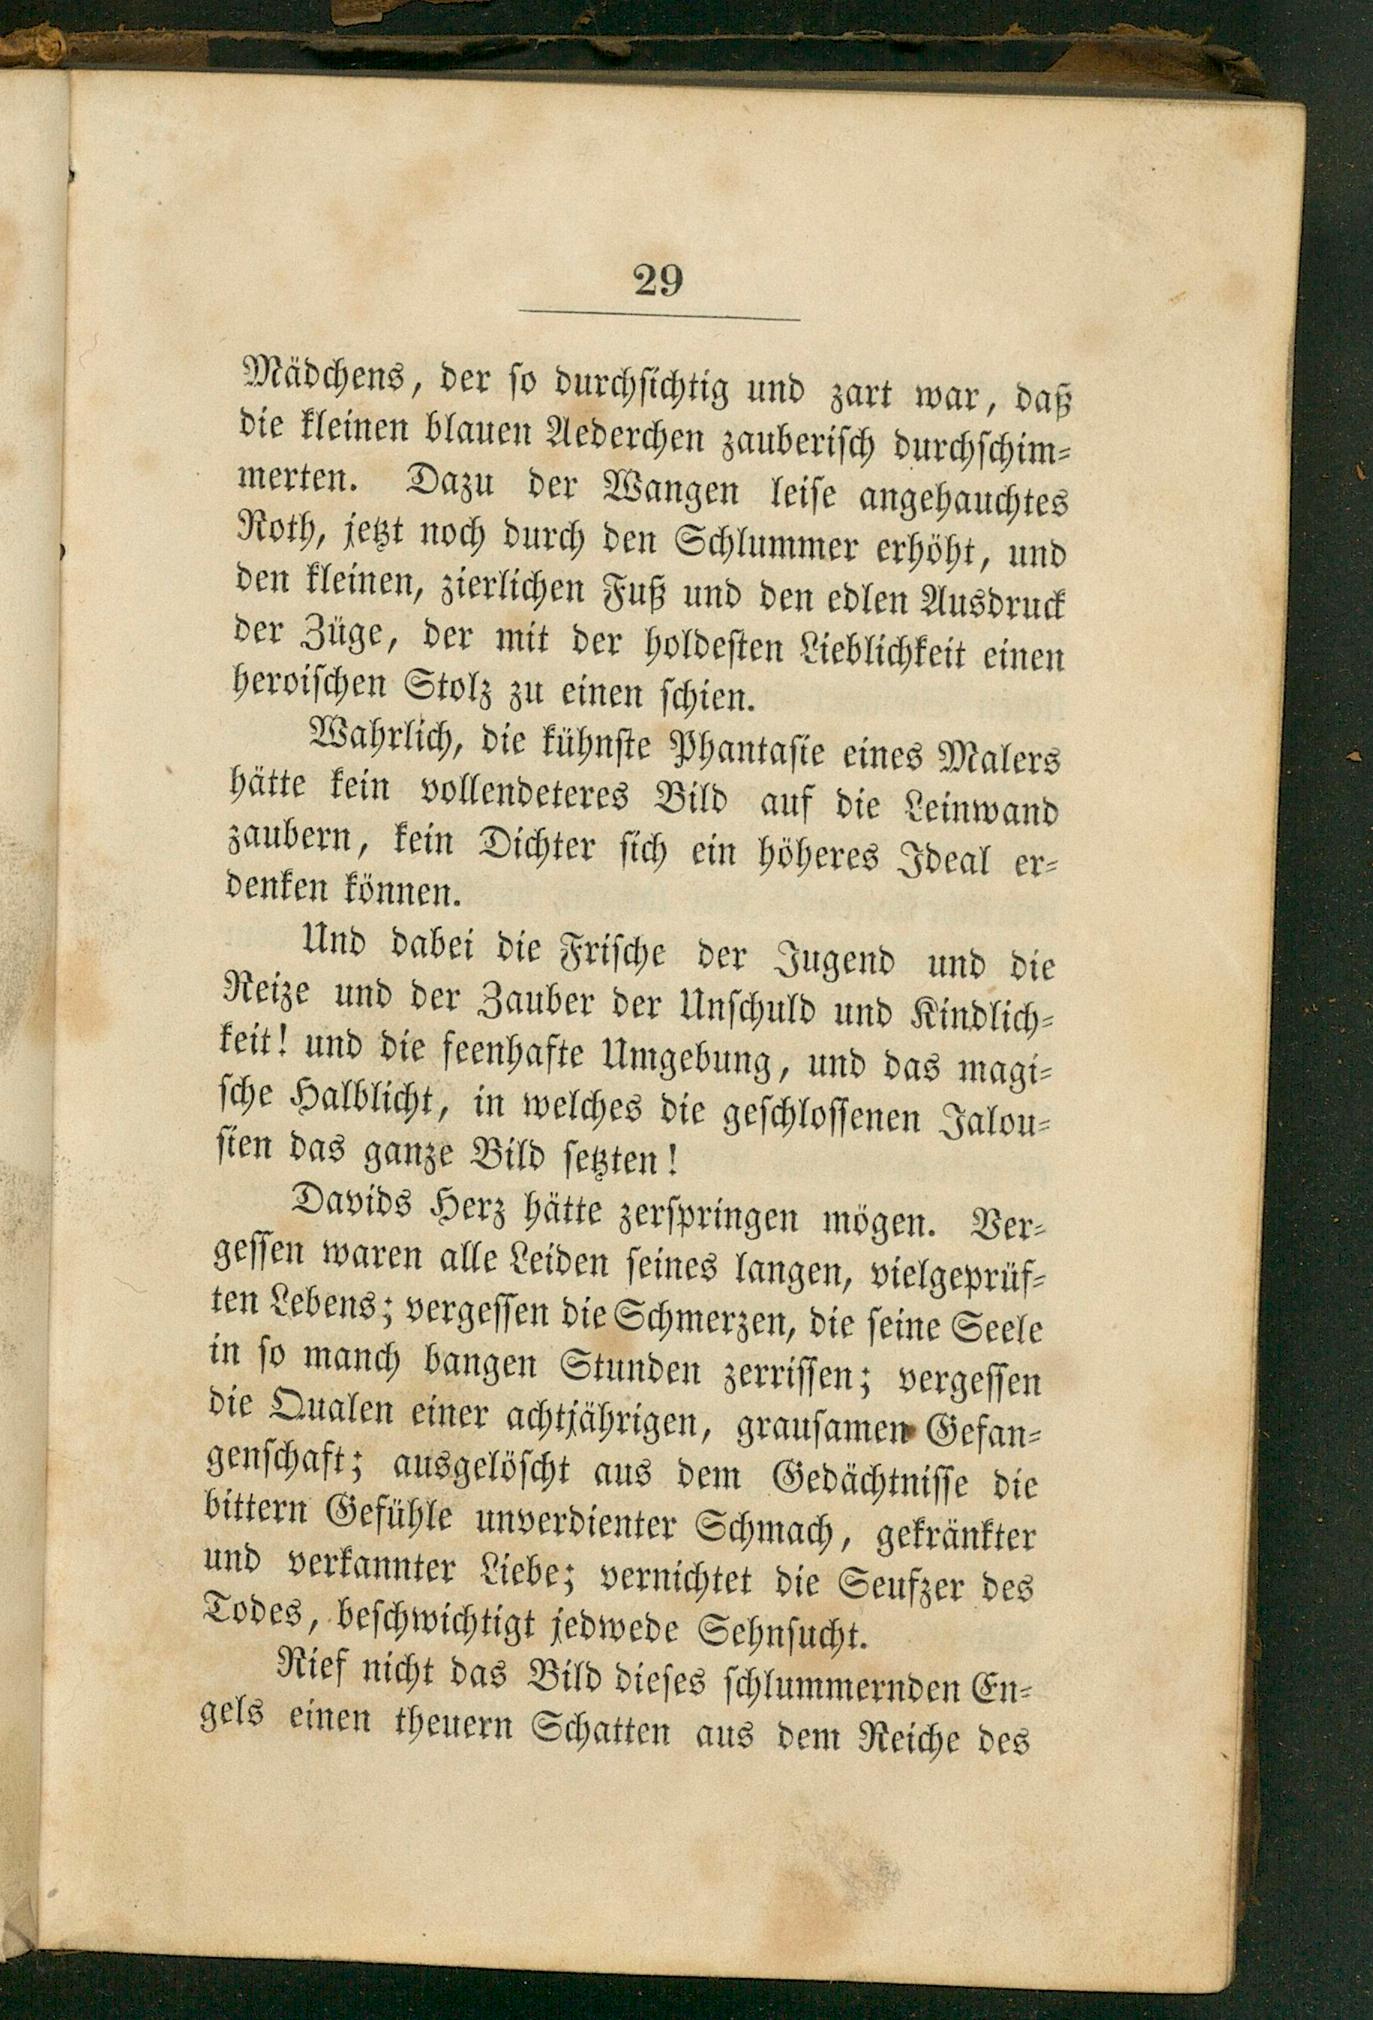 29
Mädchens, der so durchsichtig und zart war, daß
die kleinen blauen Aederchen zauberisch durchschim-
merten. Dazu der Wangen leise angehauchtes
Roth, jetzt noch durch den Schlummer erhöht, und
den kleinen, zierlichen Fuß und den edlen Ausdruck
der Züge, der mit der holdesten Lieblichkeit einen
heroischen Stolz zu einen schien.
Wahrlich, die kühnste Phantasie eines Malers
hätte kein vollendeteres Bild auf die Leinwand
zaubern, kein Dichter sich ein höheres Ideal er-
denken können.
Und dabei die Frische der Jugend und die
Reize und der Zauber der Unschuld und Kindlich-
keit! und die feenhafte Umgebung, und das magi-
sche Halblicht, in welches die geschlossenen Jalou-
sien das ganze Bild setzten!
Davids Herz hätte zerspringen mögen. Ver-
gessen waren alle Leiden seines langen, vielgeprüf-
ten Lebens; vergessen die Schmerzen, die seine Seele
in so manch bangen Stunden zerrissen; vergessen
die Qualen einer achtjährigen, grausamen Gefan-
genschaft; ausgelöscht aus dem Gedächtnisse die
bittern Gefühle unverdienter Schmach, gekränkter
und verkannter Liebe; vernichtet die Seufzer des
Todes, beschwichtigt jedwede Sehnsucht.
Rief nicht das Bild dieses schlummernden En-
gels einen theuern Schatten aus dem Reiche des